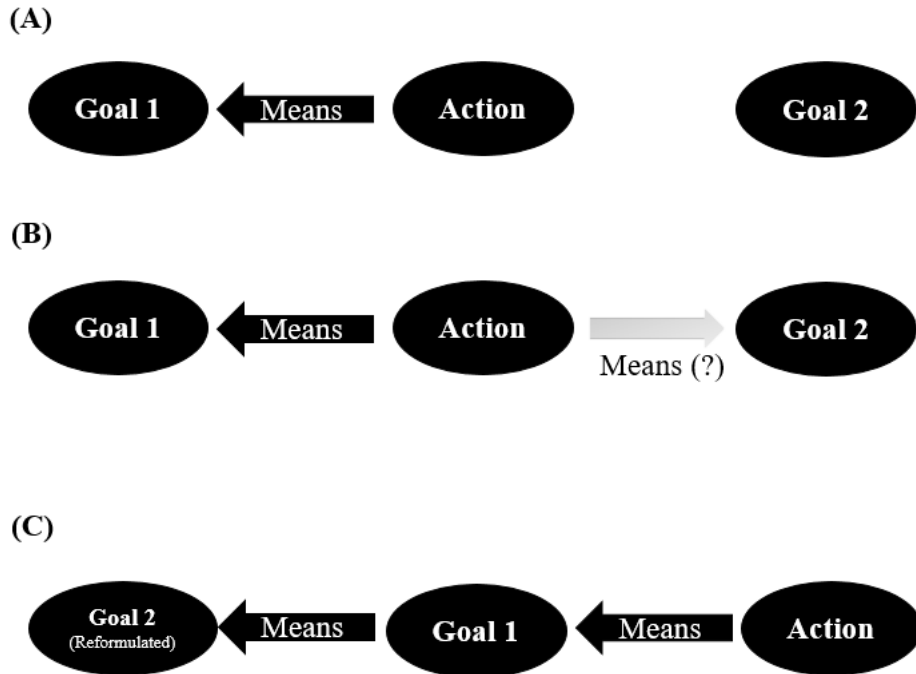 (A)
Goal 1
Means
Action
Goal 2
(B)
Goal 1
Means
Action
Means (?)
Goal 2
(C)
Goal 2
(Reformulated)
Means
Goal 1
Means
Action